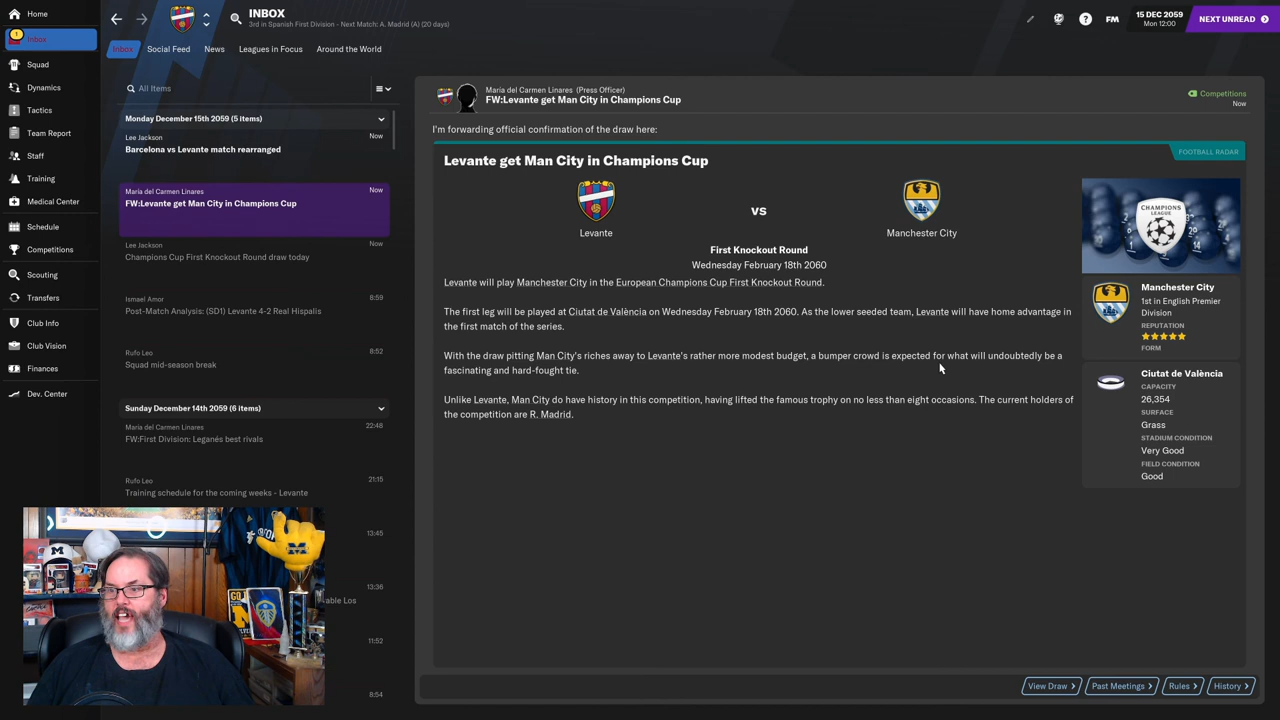 Home
Inbox
Squad
Dynamics
Tactics
Team Report
Staff
Training
Medical Center
Schedule
Competitions
Scouting
Transfers
Club Info
Club Vision
Finances
Dev. Center
INBOX
3rd in Spanish First Division - Next Match: A. Madrid (A) (20 days)
FM
15 DEC 2059
Mon 12:00
NEXT UNREAD
Inbox
Social Feed
News
Leagues in Focus
Around the World
All Items
Monday December 15th 2059 (5 items)
Lee Jackson
Now
Barcelona vs Levante match rearranged
María del Carmen Linares
Now
FW:Levante get Man City in Champions Cup
Lee Jackson
Now
Champions Cup First Knockout Round draw today
Ismael Amor
8:59
Post-Match Analysis: (SD1) Levante 4-2 Real Hispalis
Rufo Leo
8:52
Squad mid-season break
Sunday December 14th 2059 (6 items)
María del Carmen Linares
22:48
FW:First Division: Leganés best rivals
Rufo Leo
21:15
Training schedule for the coming weeks - Levante
13:45
13:36
able Los
11:52
8:54
María del Carmen Linares (Press Officer)
FW:Levante get Man City in Champions Cup
Competitions
Now
I'm forwarding official confirmation of the draw here:
FOOTBALL RADAR
Levante get Man City in Champions Cup
VS
Levante
Manchester City
First Knockout Round
Wednesday February 18th 2060
Levante will play Manchester City in the European Champions Cup First Knockout Round.
The first leg will be played at Ciutat de València on Wednesday February 18th 2060. As the lower seeded team, Levante will have home advantage in
the first match of the series.
With the draw pitting Man City's riches away to Levante's rather more modest budget, a bumper crowd is expected for what will undoubtedly be a
fascinating and hard-fought tie.
Unlike Levante, Man City do have history in this competition, having lifted the famous trophy on no less than eight occasions. The current holders of
the competition are R. Madrid.
CHAMPIONS
LEAGUE
Manchester City
1st in English Premier
Division
REPUTATION
FORM
Ciutat de València
CAPACITY
26,354
SURFACE
Grass
STADIUM CONDITION
Very Good
FIELD CONDITION
Good
View Draw
Past Meetings
Rules
History